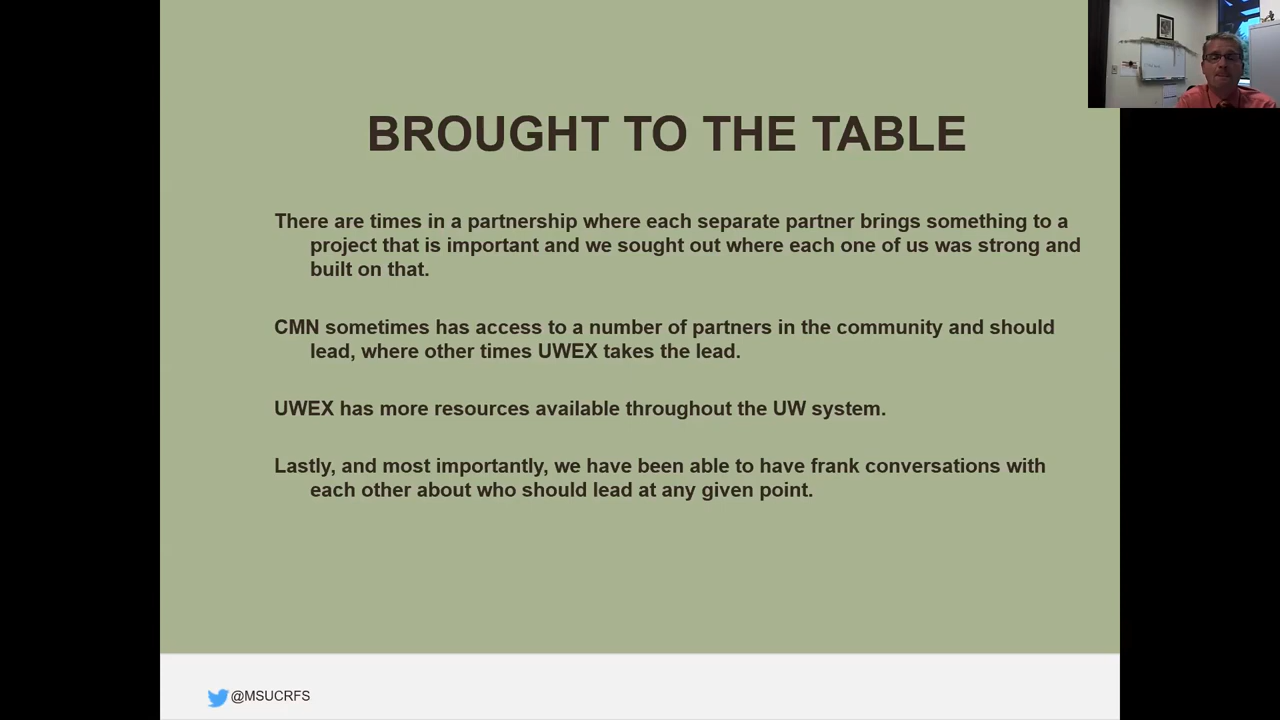 BROUGHT TO THE TABLE
There are times in a partnership where each separate partner brings something to a
project that is important and we sought out where each one of us was strong and
built on that.
CMN sometimes has access to a number of partners in the community and should
lead, where other times UWEX takes the lead.
UWEX has more resources available throughout the UW system.
Lastly, and most importantly, we have been able to have frank conversations with
each other about who should lead at any given point.
@MSUCRFS